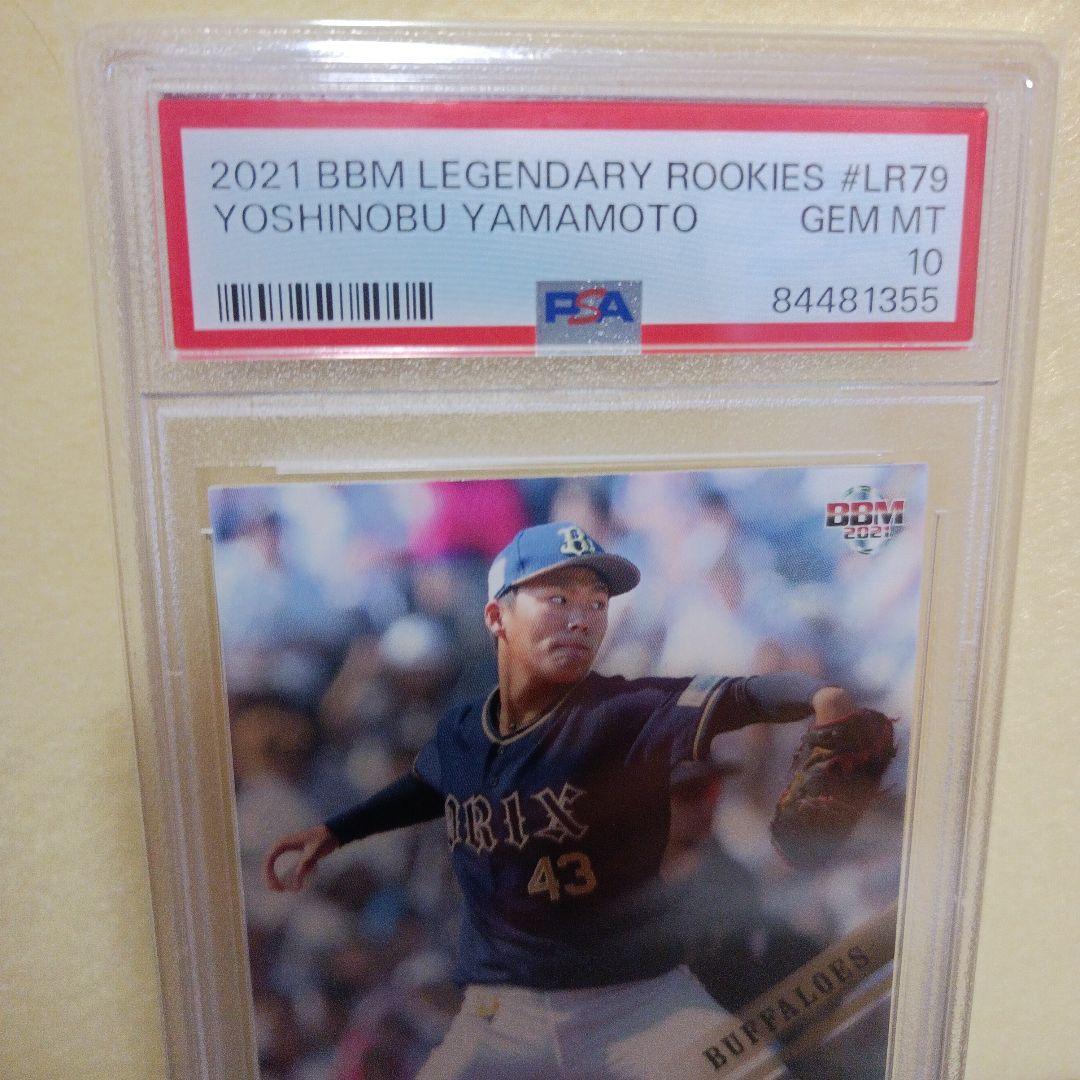 2021 BBM LEGENDARY ROOKIES #LR79
YOSHINOBU YAMAMOTO GEM MT
10
PSA 84481355
BBM
2021
B
ORIX
43
BUFFALOES